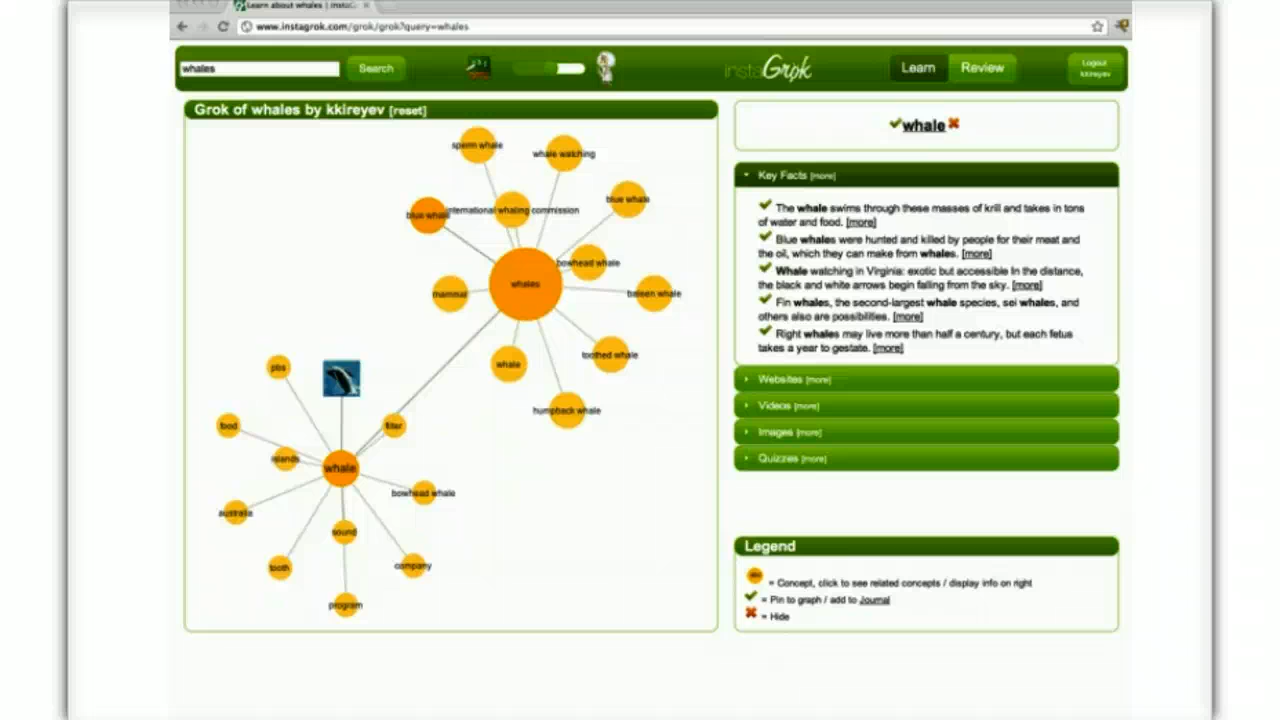 Learn about whales | insta
www.instagrok.com/grok/grok?query=whales
whales
Search
instaGrok
Learn
Review
Logout
kkireyev
Grok of whales by kkireyev [reset]
sperm whale
whale watching
blue whale
blue whale
international whaling commission
bowhead whale
whales
mammal
baleen whale
toothed whale
whale
humpback whale
pbs
food
filter
islands
whale
bowhead whale
australia
sound
tooth
company
program
whale
Key Facts [more]
The whale swims through these masses of krill and takes in tons
of water and food. [more]
Blue whales were hunted and killed by people for their meat and
the oil, which they can make from whales. [more]
Whale watching in Virginia: exotic but accessible In the distance,
the black and white arrows begin falling from the sky. [more]
Fin whales, the second-largest whale species, sei whales, and
others also are possibilities. [more]
Right whales may live more than half a century, but each fetus
takes a year to gestate. [more]
Websites [more]
Videos [more]
Images [more]
Quizzes [more]
Legend
= Concept, click to see related concepts / display info on right
= Pin to graph / add to Journal
= Hide